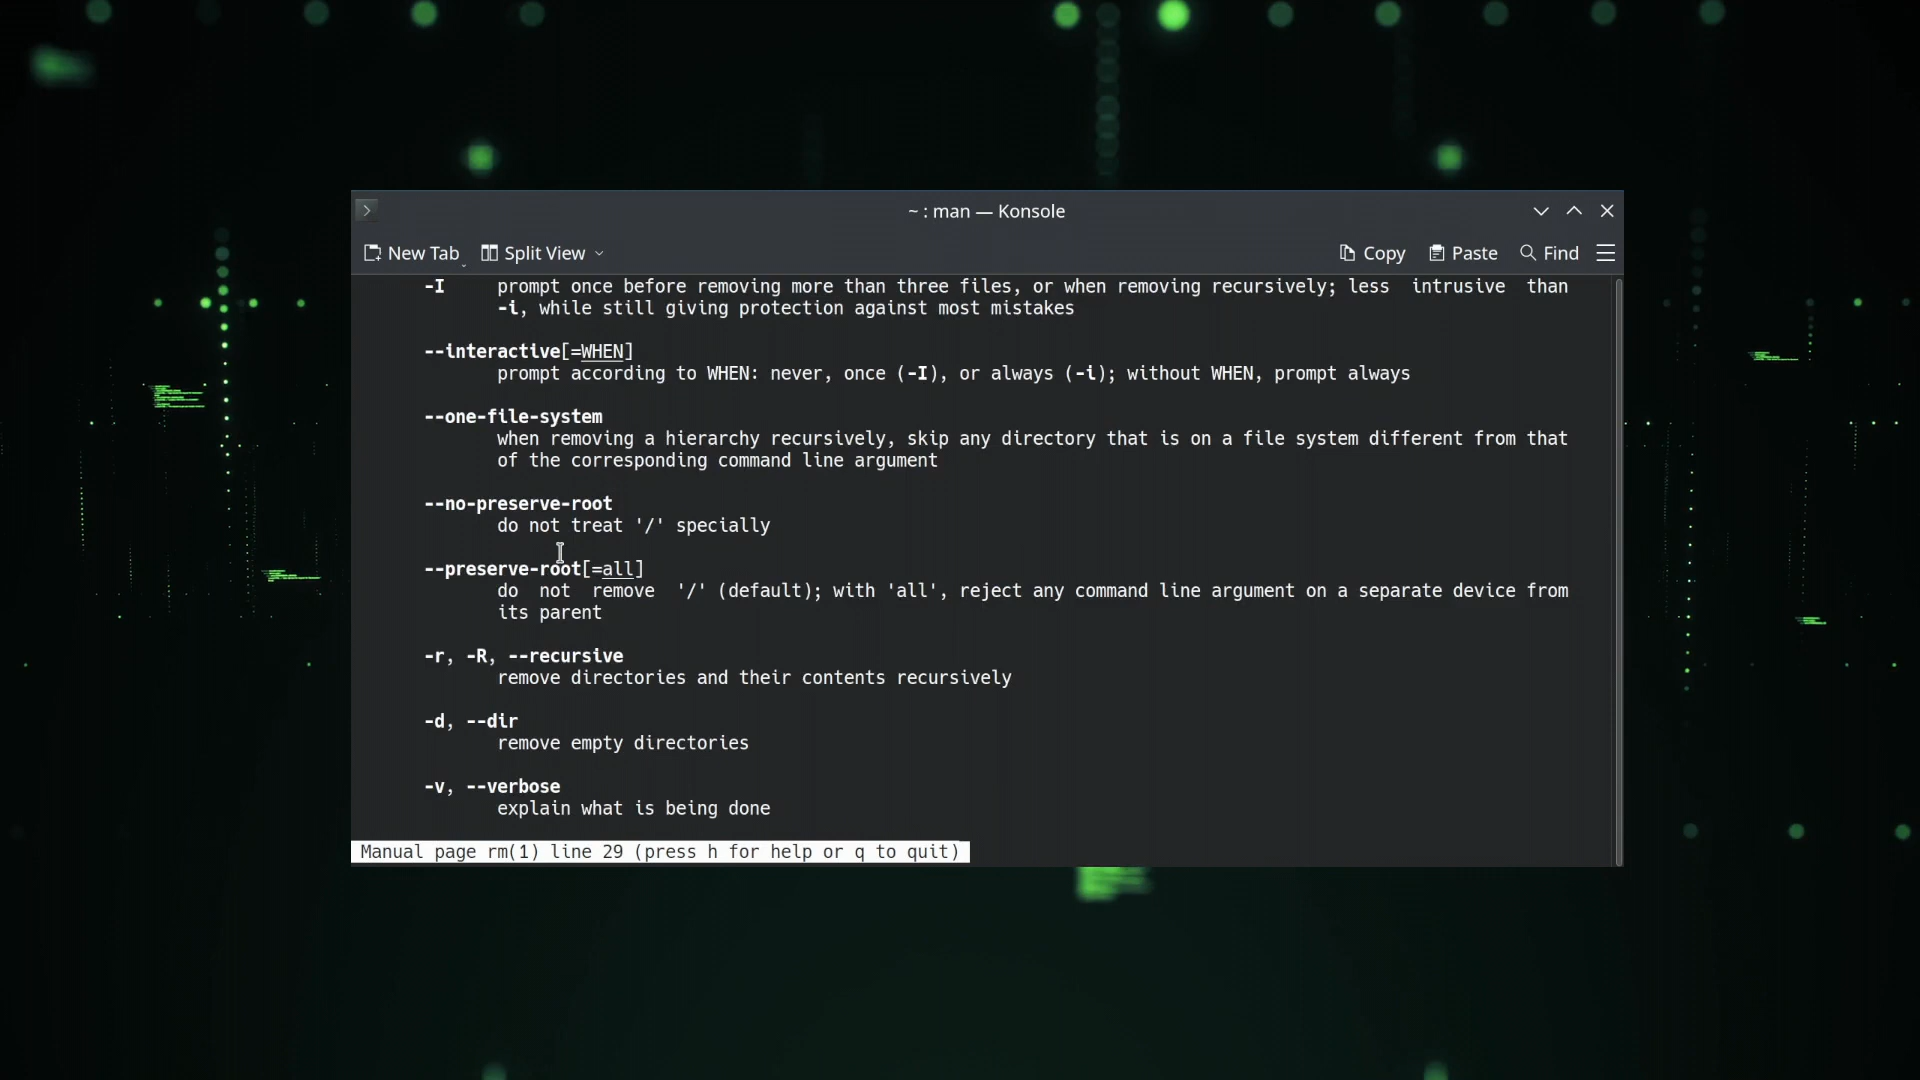 ~ : man — Konsole
New Tab Split View Copy Paste Find
-I prompt once before removing more than three files, or when removing recursively; less intrusive than
-i, while still giving protection against most mistakes
--interactive[=WHEN]
prompt according to WHEN: never, once (-I), or always (-i); without WHEN, prompt always
--one-file-system
when removing a hierarchy recursively, skip any directory that is on a file system different from that
of the corresponding command line argument
--no-preserve-root
do not treat '/' specially
--preserve-root[=all]
do not remove '/' (default); with 'all', reject any command line argument on a separate device from
its parent
-r, -R, --recursive
remove directories and their contents recursively
-d, --dir
remove empty directories
-v, --verbose
explain what is being done
Manual page rm(1) line 29 (press h for help or q to quit)